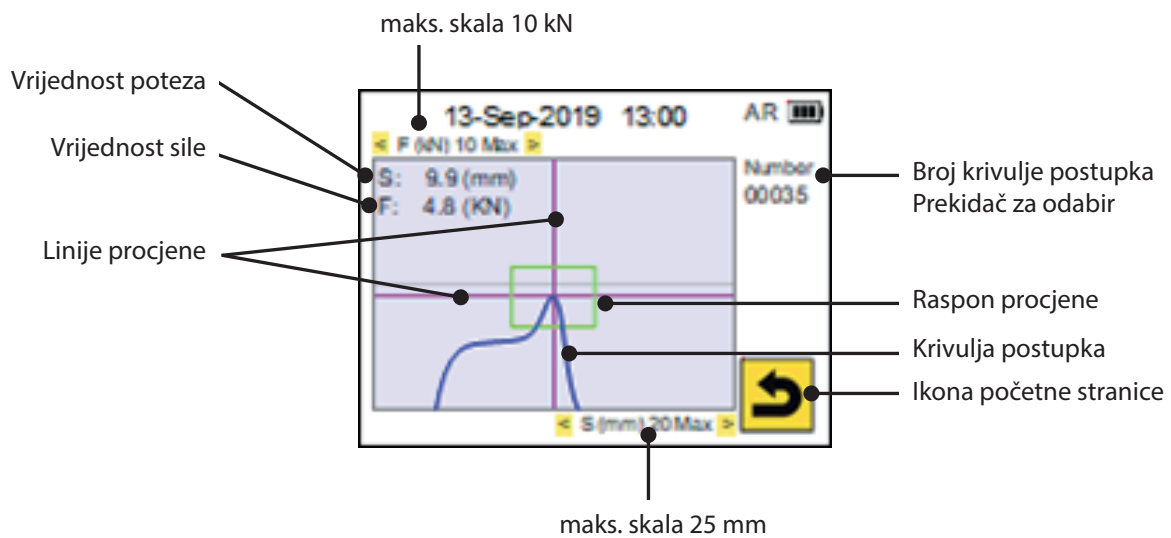 maks. skala 10 kN
Vrijednost poteza
Vrijednost sile
Linije procjene
13-Sep-2019 13:00 AR
< F (kN) 10 Max >
S: 9.9 (mm)
F: 4.8 (KN)
Number
00035
< S (mm) 20 Max >
Broj krivulje postupka
Prekidač za odabir
Raspon procjene
Krivulja postupka
Ikona početne stranice
maks. skala 25 mm